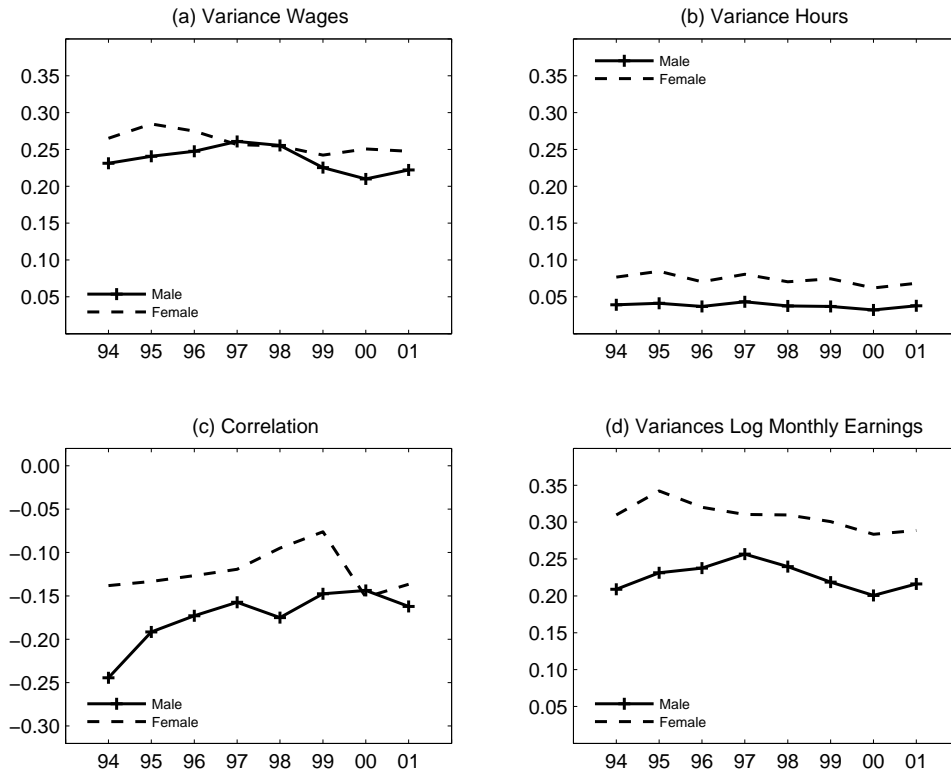 (a) Variance Wages
0.35
0.30
0.25
0.20
0.15
0.10
0.05
Male
Female
94 95 96 97 98 99 00 01
(b) Variance Hours
Male
Female
0.35
0.30
0.25
0.20
0.15
0.10
0.05
94 95 96 97 98 99 00 01
(c) Correlation
0.00
−0.05
−0.10
−0.15
−0.20
−0.25
−0.30
Male
Female
94 95 96 97 98 99 00 01
(d) Variances Log Monthly Earnings
0.35
0.30
0.25
0.20
0.15
0.10
0.05
Male
Female
94 95 96 97 98 99 00 01